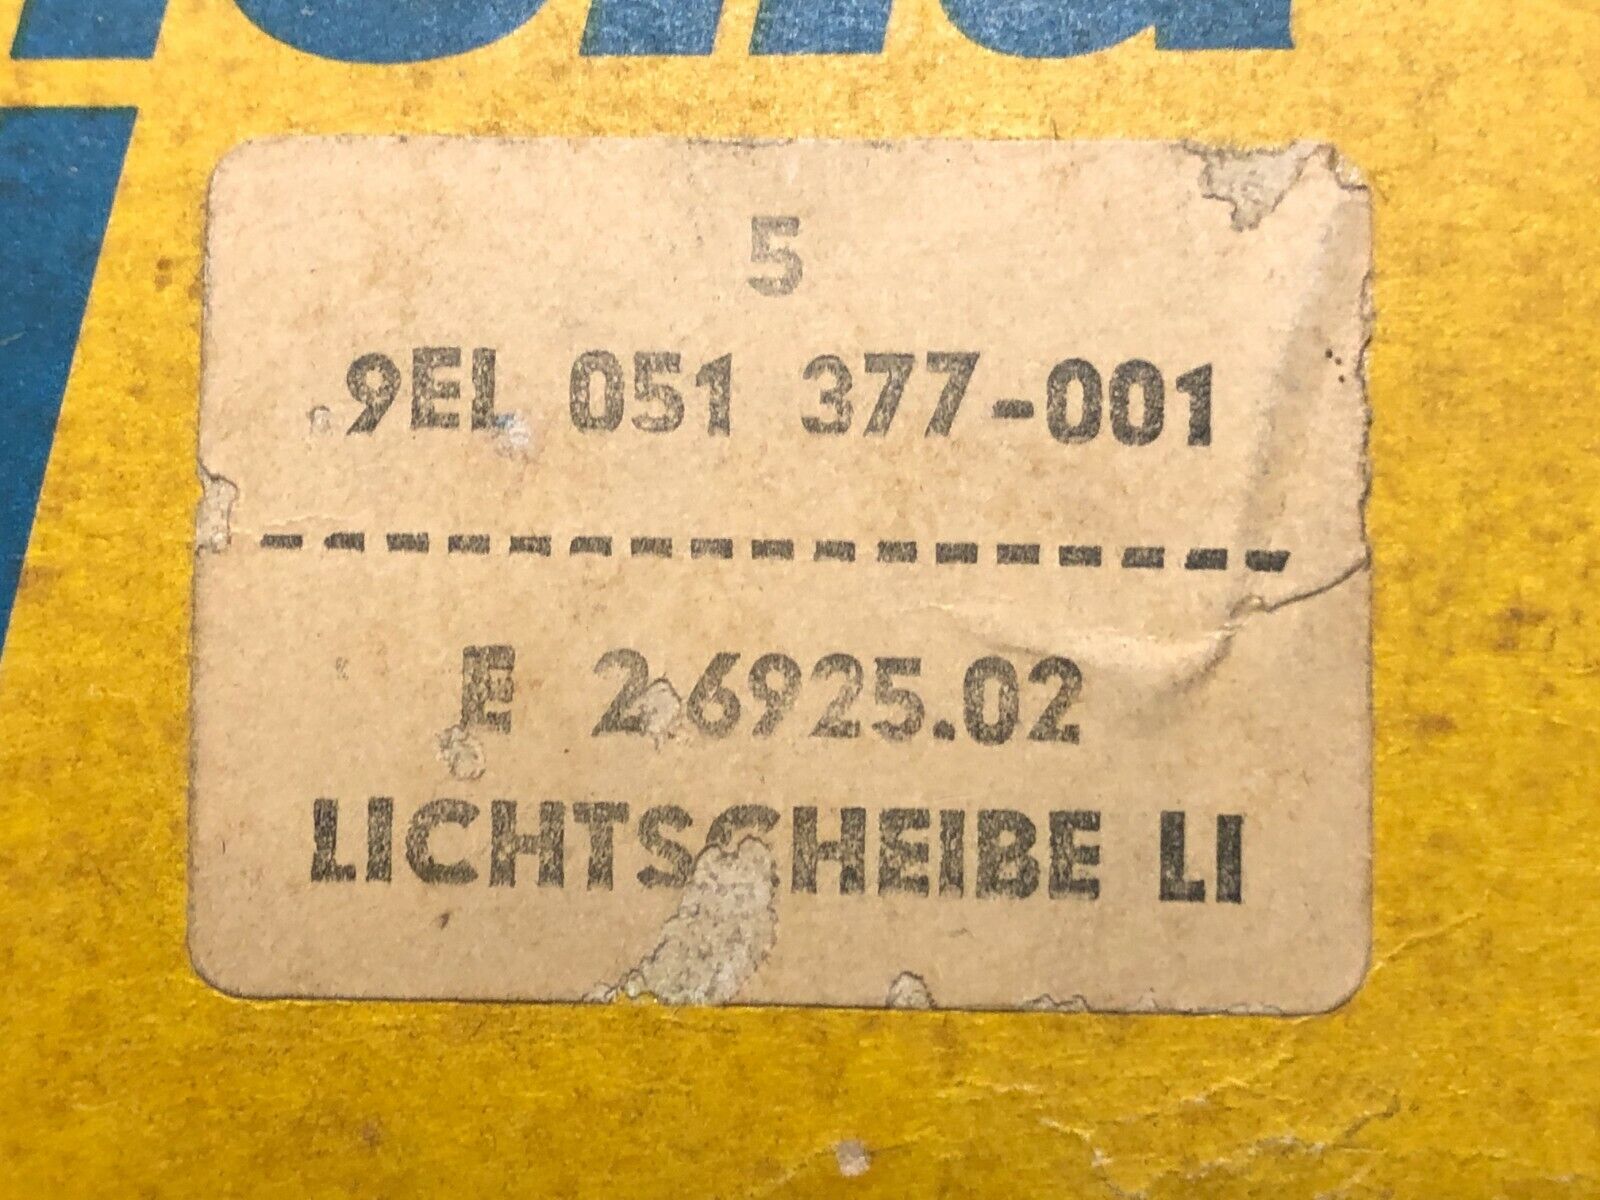 5
9EL 051 377-001
E 26925.02
LICHTSCHEIBE LI